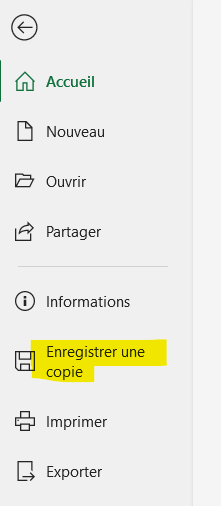 Accueil
Nouveau
Ouvrir
Partager
Informations
Enregistrer une
copie
Imprimer
Exporter